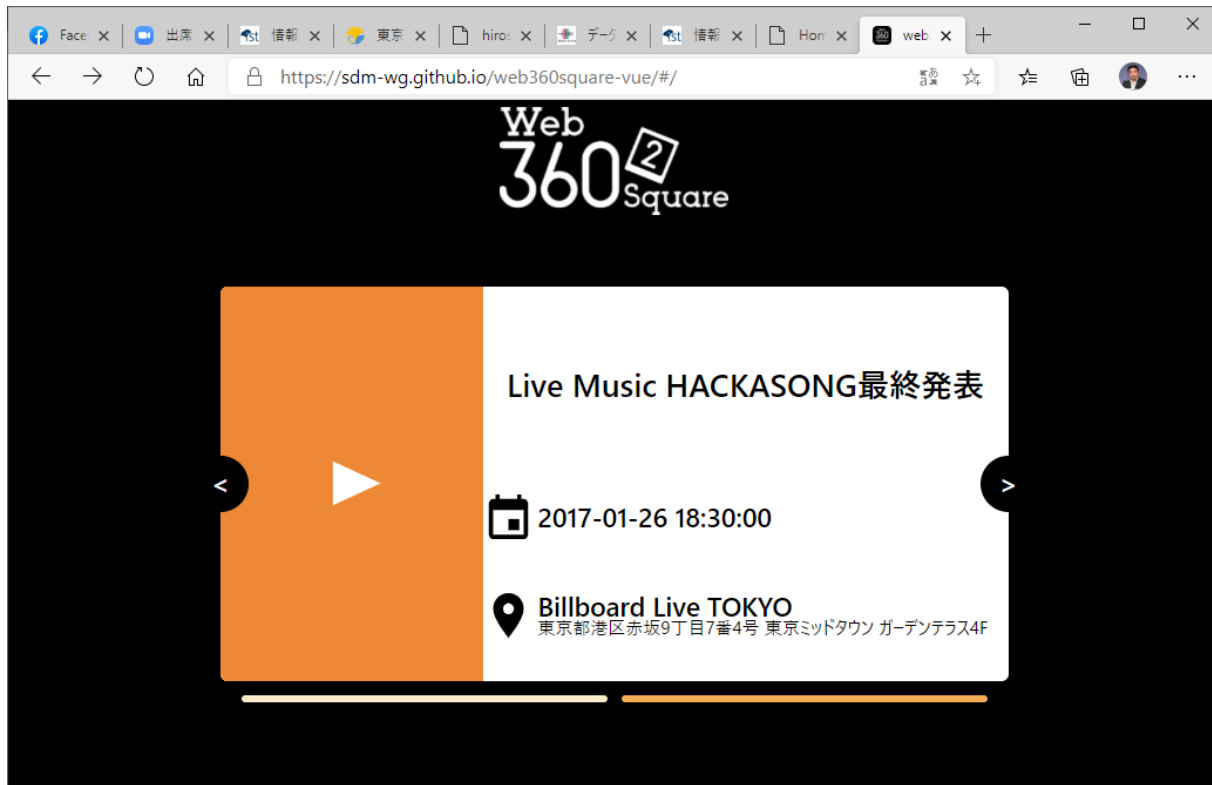 Face
出席
情報
東京
hiro:
データ
情報
Hom
web
https://sdm-wg.github.io/web360square-vue/#/
Web
360 2
Square
Live Music HACKASONG最終発表
<
>
2017-01-26 18:30:00
Billboard Live TOKYO
東京都港区赤坂9丁目7番4号 東京ミッドタウン ガーデンテラス4F